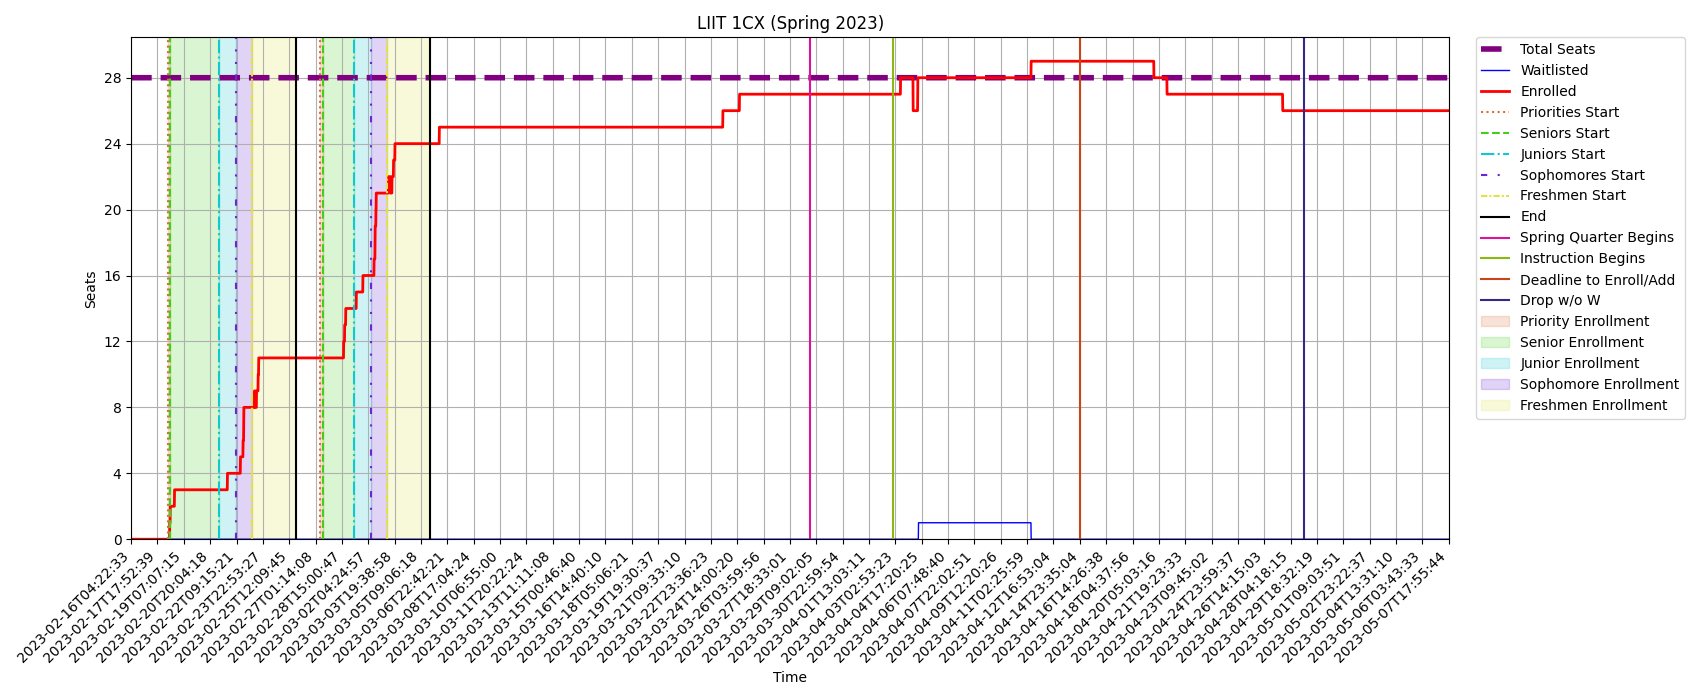 LIIT 1CX (Spring 2023)
Seats
28
24
20
16
12
8
4
0
2023-02-16T04:22:33
2023-02-17T17:52:39
2023-02-19T07:07:15
2023-02-20T20:04:18
2023-02-22T09:15:21
2023-02-23T22:53:27
2023-02-25T12:09:45
2023-02-27T01:14:08
2023-02-28T15:00:47
2023-03-02T04:24:57
2023-03-03T19:38:58
2023-03-05T09:06:18
2023-03-06T22:42:21
2023-03-08T17:04:24
2023-03-10T06:55:00
2023-03-11T20:22:24
2023-03-13T11:11:08
2023-03-15T00:46:40
2023-03-16T14:40:10
2023-03-18T05:06:21
2023-03-19T19:30:37
2023-03-21T09:33:10
2023-03-22T23:36:23
2023-03-24T14:00:20
2023-03-26T03:59:56
2023-03-27T18:33:01
2023-03-29T09:02:05
2023-03-30T22:59:54
2023-04-01T13:03:11
2023-04-03T02:53:23
2023-04-04T17:20:25
2023-04-06T07:48:40
2023-04-07T22:02:51
2023-04-09T12:20:26
2023-04-11T02:25:59
2023-04-12T16:53:04
2023-04-14T23:35:04
2023-04-16T14:26:38
2023-04-18T04:37:56
2023-04-20T05:03:16
2023-04-21T19:23:33
2023-04-23T09:45:02
2023-04-24T23:59:37
2023-04-26T14:15:03
2023-04-28T04:18:15
2023-04-29T18:32:19
2023-05-01T09:03:51
2023-05-02T23:22:37
2023-05-04T13:31:10
2023-05-06T03:43:33
2023-05-07T17:55:44
Time
Total Seats
Waitlisted
Enrolled
Priorities Start
Seniors Start
Juniors Start
Sophomores Start
Freshmen Start
End
Spring Quarter Begins
Instruction Begins
Deadline to Enroll/Add
Drop w/o W
Priority Enrollment
Senior Enrollment
Junior Enrollment
Sophomore Enrollment
Freshmen Enrollment